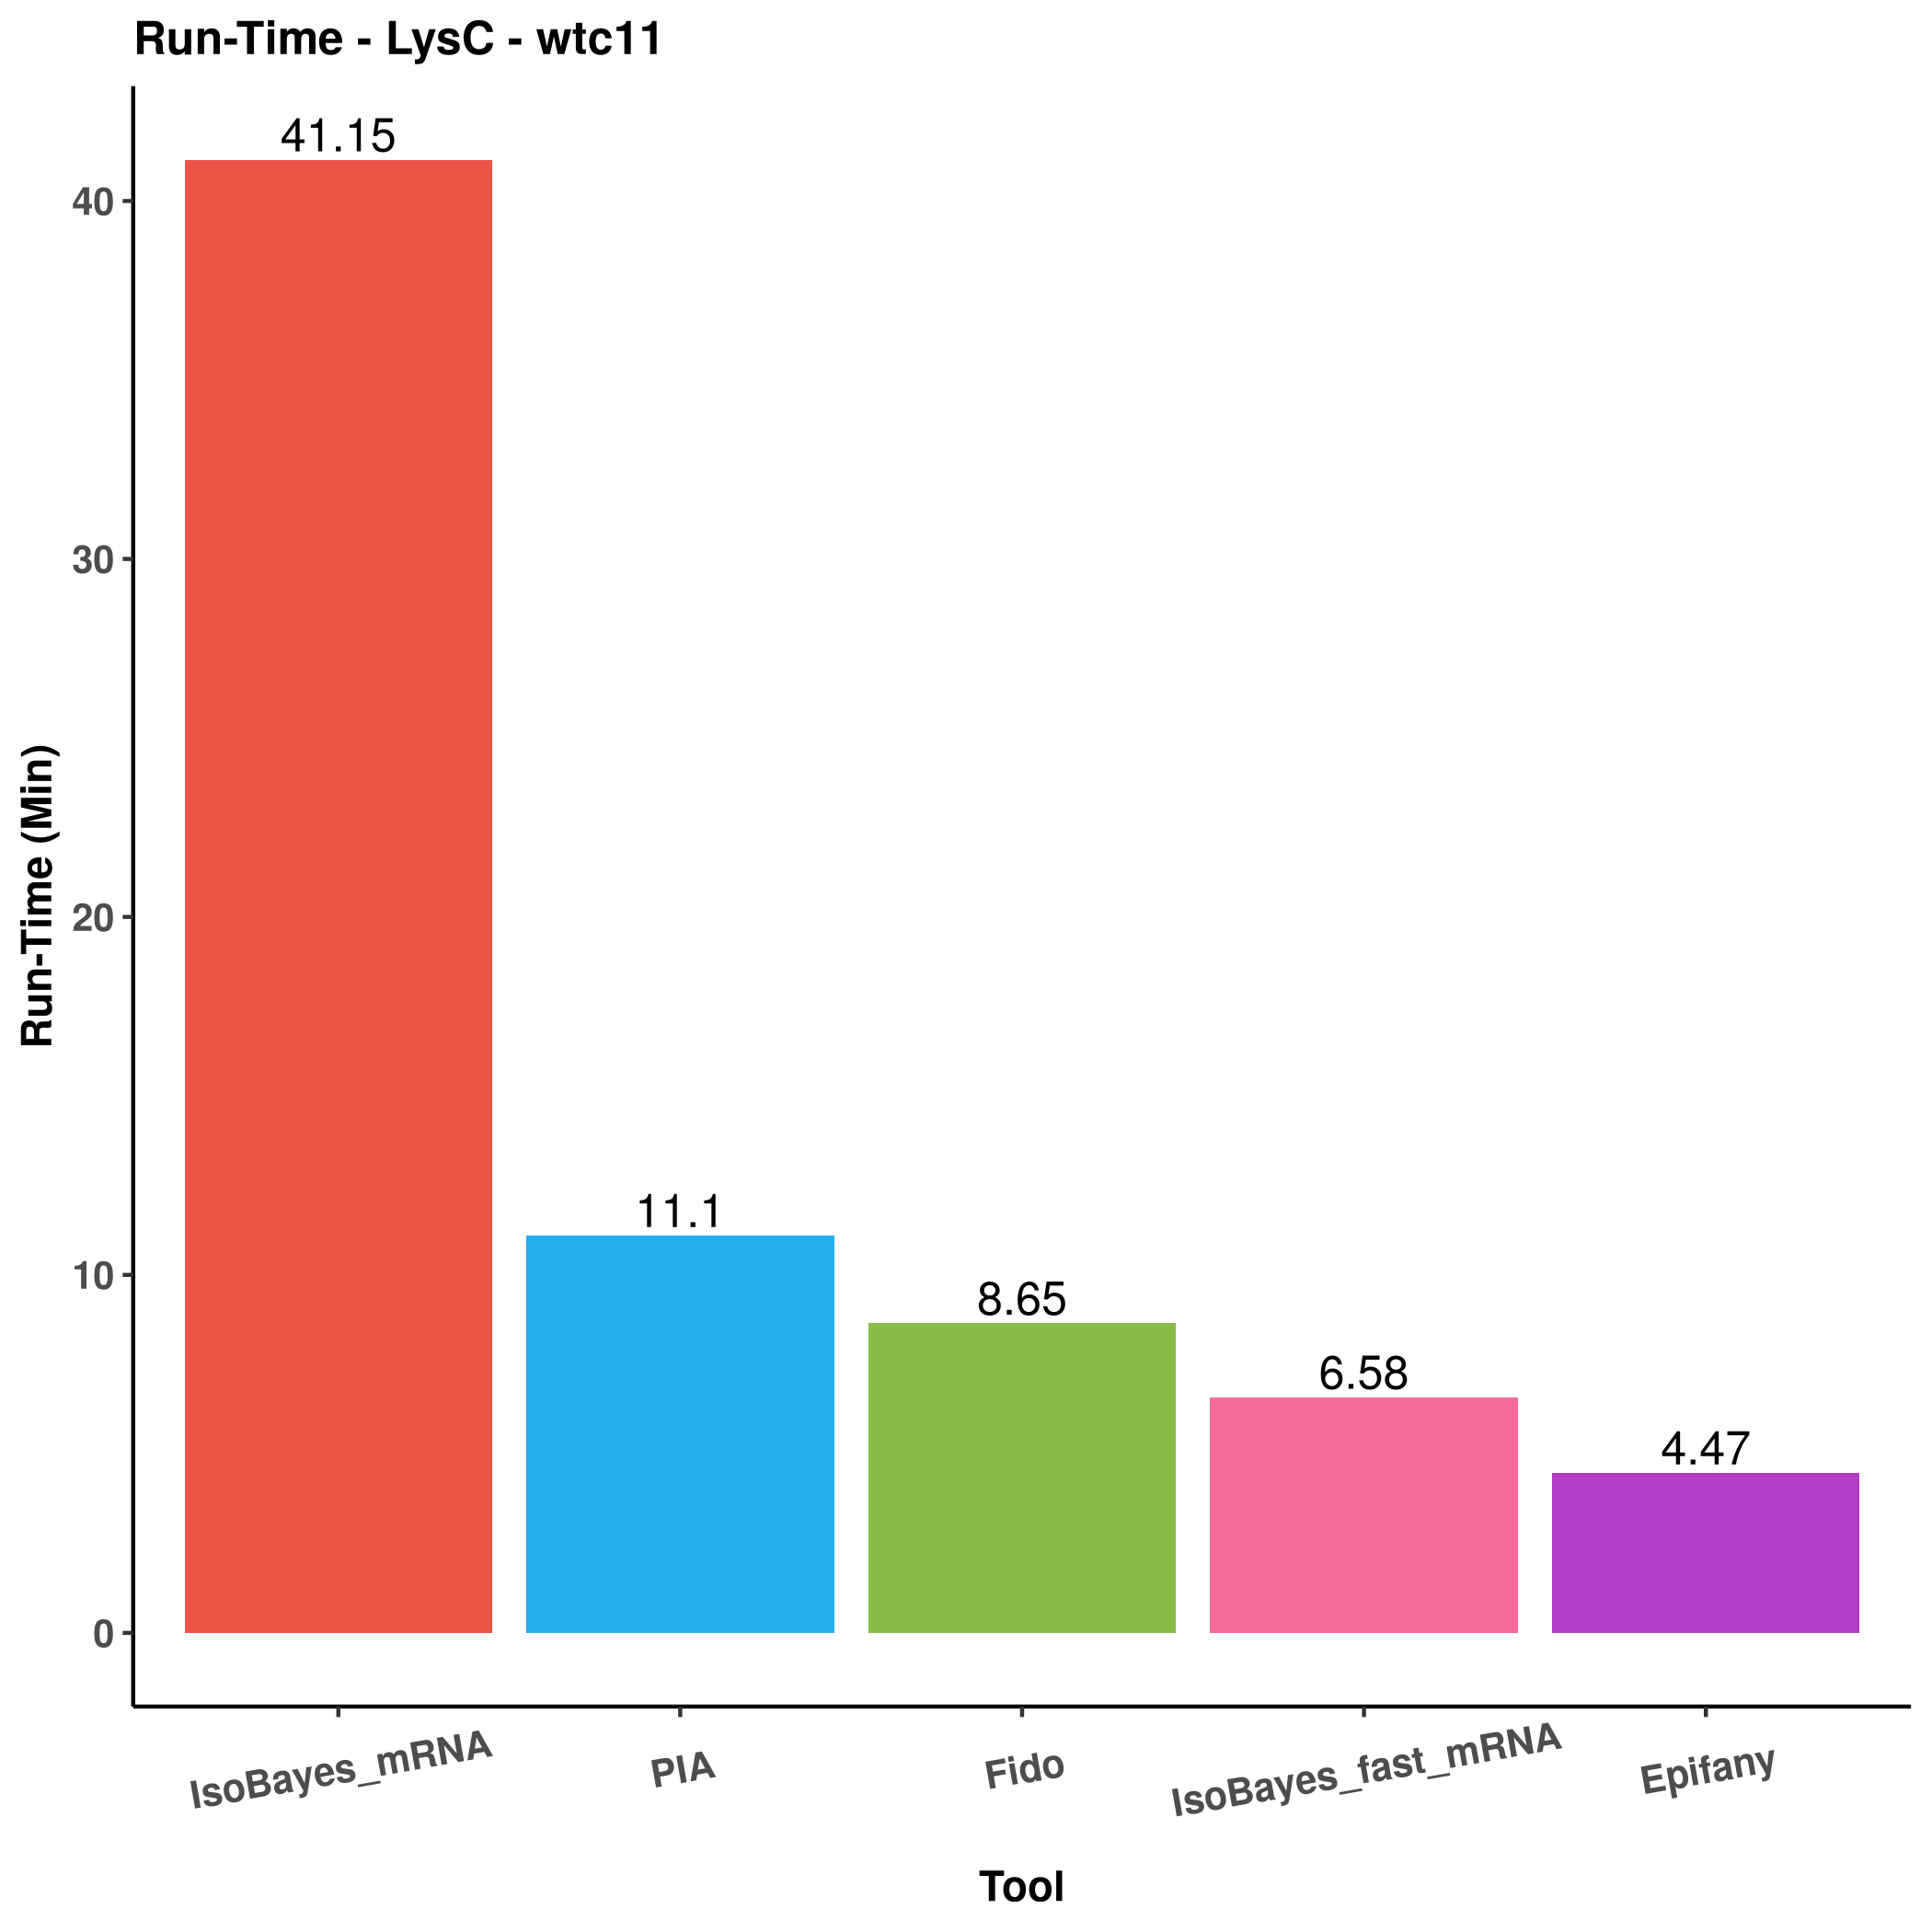 Run-Time - LysC - wtc11
Run-Time (Min)
40
30
20
10
0
41.15
11.1
8.65
6.58
4.47
IsoBayes_mRNA
PIA
Fido
IsoBayes_fast_mRNA
Epifany
Tool